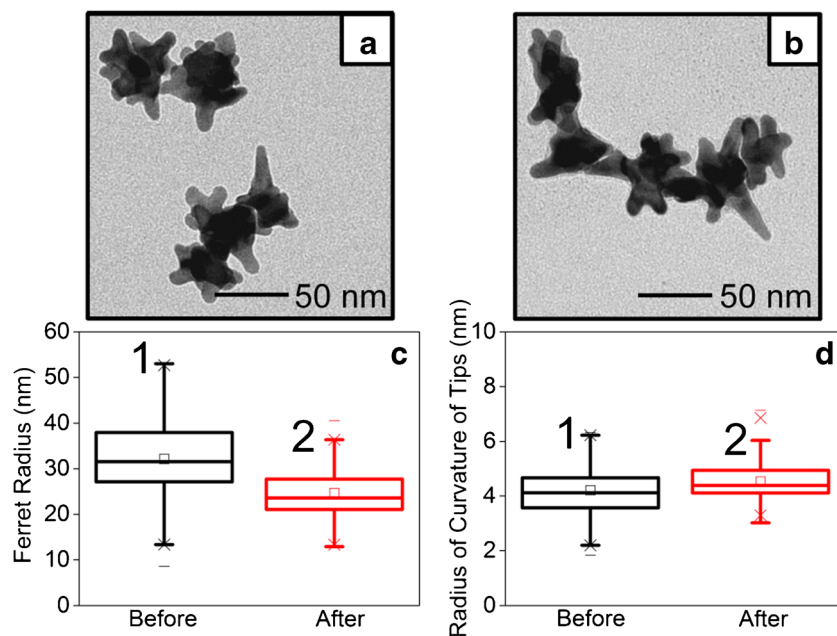 a
50 nm
b
50 nm
c
Ferret Radius (nm)
60
50
40
30
20
10
0
1
2
Before
After
d
Radius of Curvature of Tips (nm)
10
8
6
4
2
0
1
2
Before
After